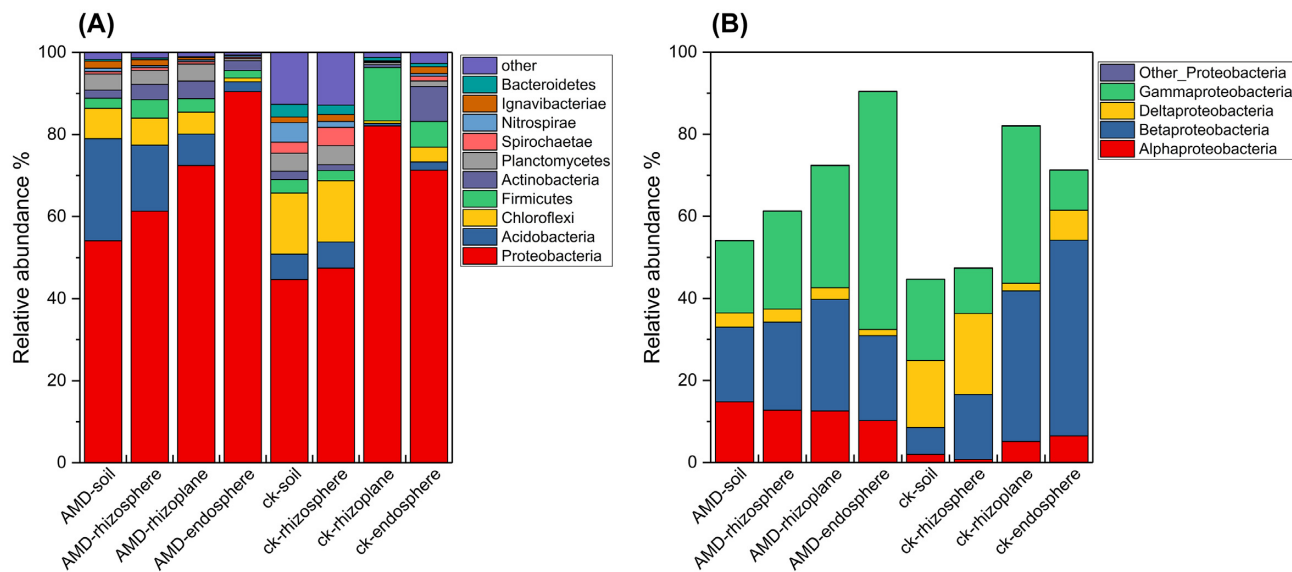 (A)
Relative abundance %
100
80
60
40
20
0
AMD-soil
AMD-rhizosphere
AMD-rhizoplane
AMD-endosphere
ck-soil
ck-rhizosphere
ck-rhizoplane
ck-endosphere
other
Bacteroidetes
Ignavibacteriae
Nitrospirae
Spirochaetae
Planctomycetes
Actinobacteria
Firmicutes
Chloroflexi
Acidobacteria
Proteobacteria
(B)
Relative abundance %
100
80
60
40
20
0
AMD-soil
AMD-rhizosphere
AMD-rhizoplane
AMD-endosphere
ck-soil
ck-rhizosphere
ck-rhizoplane
ck-endosphere
Other_Proteobacteria
Gammaproteobacteria
Deltaproteobacteria
Betaproteobacteria
Alphaproteobacteria